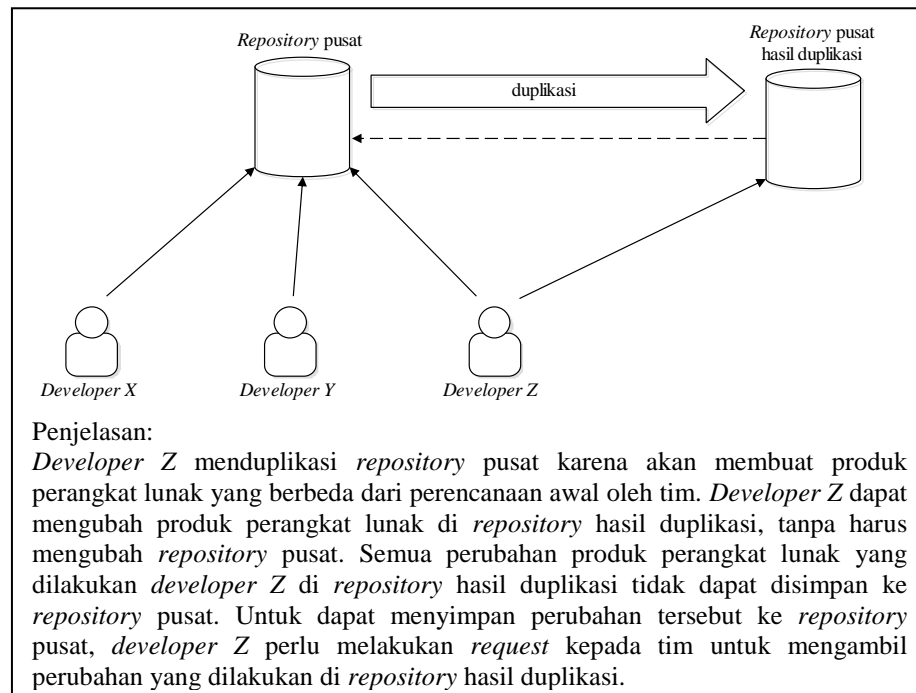 Repository pusat
Repository pusat
hasil duplikasi
duplikasi
Developer X
Developer Y
Developer Z
Penjelasan:
Developer Z menduplikasi repository pusat karena akan membuat produk
perangkat lunak yang berbeda dari perencanaan awal oleh tim. Developer Z dapat
mengubah produk perangkat lunak di repository hasil duplikasi, tanpa harus
mengubah repository pusat. Semua perubahan produk perangkat lunak yang
dilakukan developer Z di repository hasil duplikasi tidak dapat disimpan ke
repository pusat. Untuk dapat menyimpan perubahan tersebut ke repository
pusat, developer Z perlu melakukan request kepada tim untuk mengambil
perubahan yang dilakukan di repository hasil duplikasi.